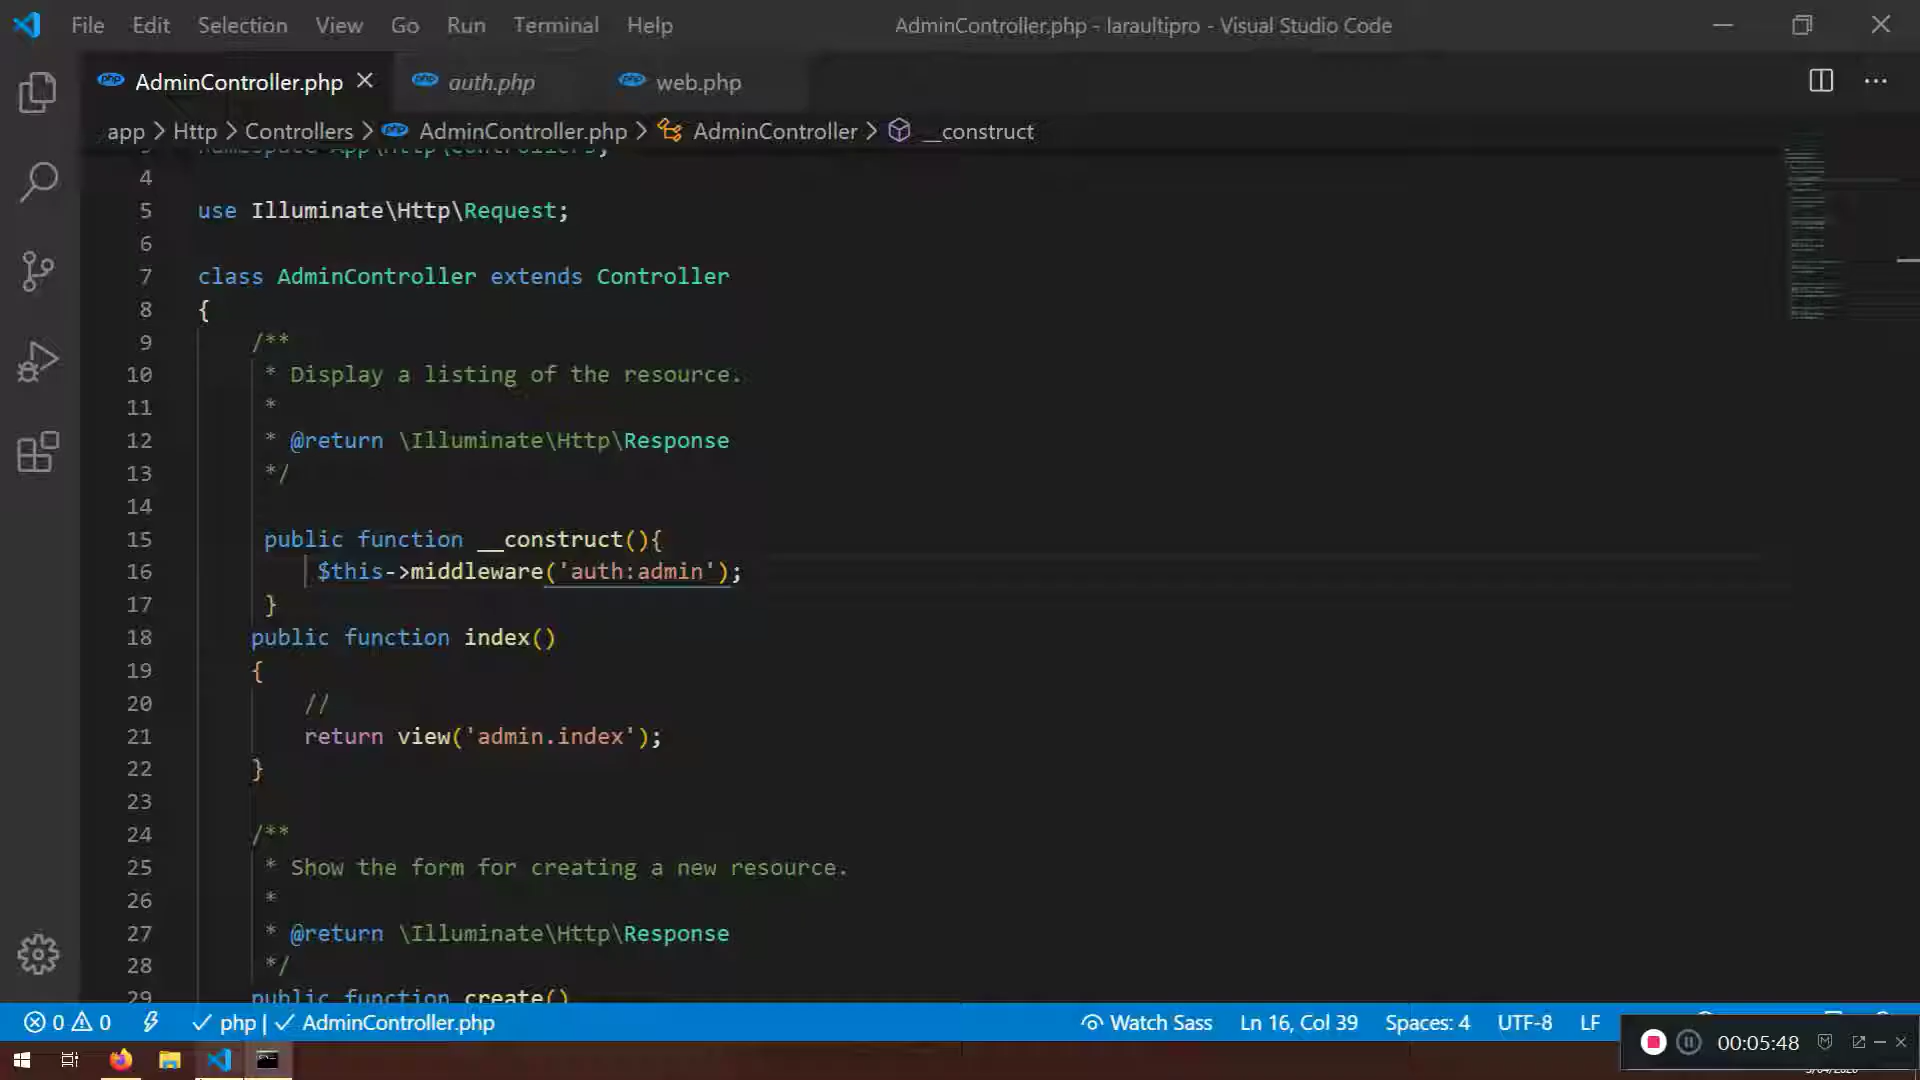 File Edit Selection View Go Run Terminal Help AdminController.php - laraultipro - Visual Studio Code
AdminController.php auth.php web.php
app > Http > Controllers > AdminController.php > AdminController > __construct
4
5 use Illuminate\Http\Request;
6
7 class AdminController extends Controller
8 {
9 /**
10 * Display a listing of the resource.
11 *
12 * @return \Illuminate\Http\Response
13 */
14
15 public function __construct(){
16 $this->middleware('auth:admin');
17 }
18 public function index()
19 {
20 //
21 return view('admin.index');
22 }
23
24 /**
25 * Show the form for creating a new resource.
26 *
27 * @return \Illuminate\Http\Response
28 */
29 public function create()
0 0 php | AdminController.php Watch Sass Ln 16, Col 39 Spaces: 4 UTF-8 LF
00:05:48